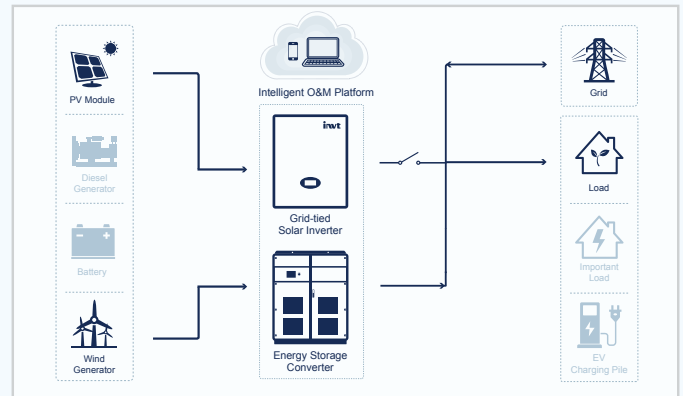 PV Module
Diesel
Generator
Battery
Wind
Generator
Intelligent O&M Platform
invt
Grid-tied
Solar Inverter
Energy Storage
Converter
Grid
Load
Important
Load
EV
Charging Pile